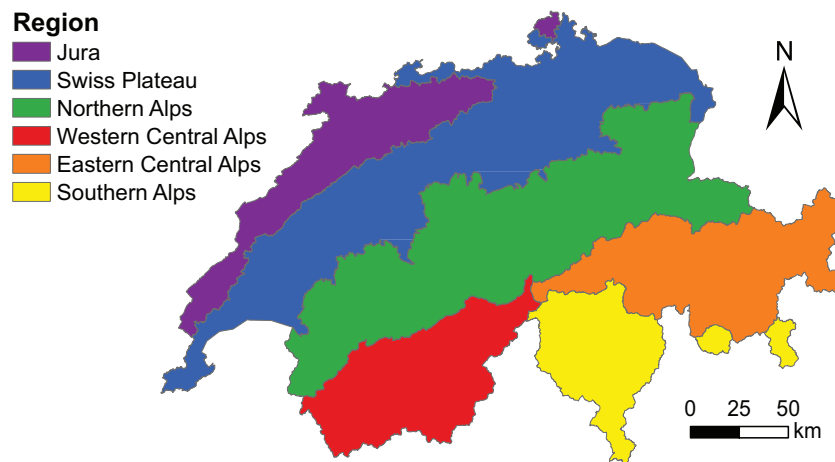 Region
Jura
Swiss Plateau
Northern Alps
Western Central Alps
Eastern Central Alps
Southern Alps
N
0 25 50
km